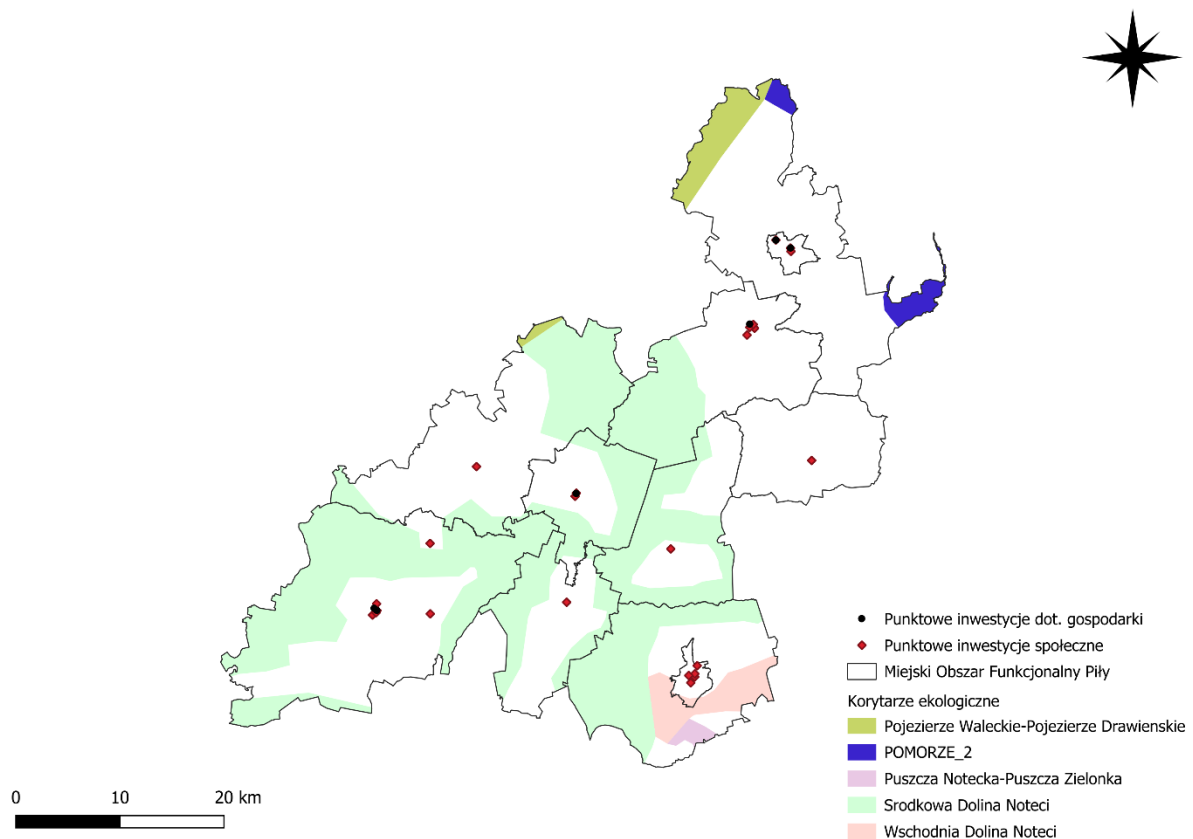 Punktowe inwestycje dot. gospodarki
Punktowe inwestycje społeczne
Miejski Obszar Funkcjonalny Piły
Korytarze ekologiczne
Pojezierze Waleckie-Pojezierze Drawienskie
POMORZE_2
Puszcza Notecka-Puszcza Zielonka
Srodkowa Dolina Noteci
Wschodnia Dolina Noteci
0 10 20 km